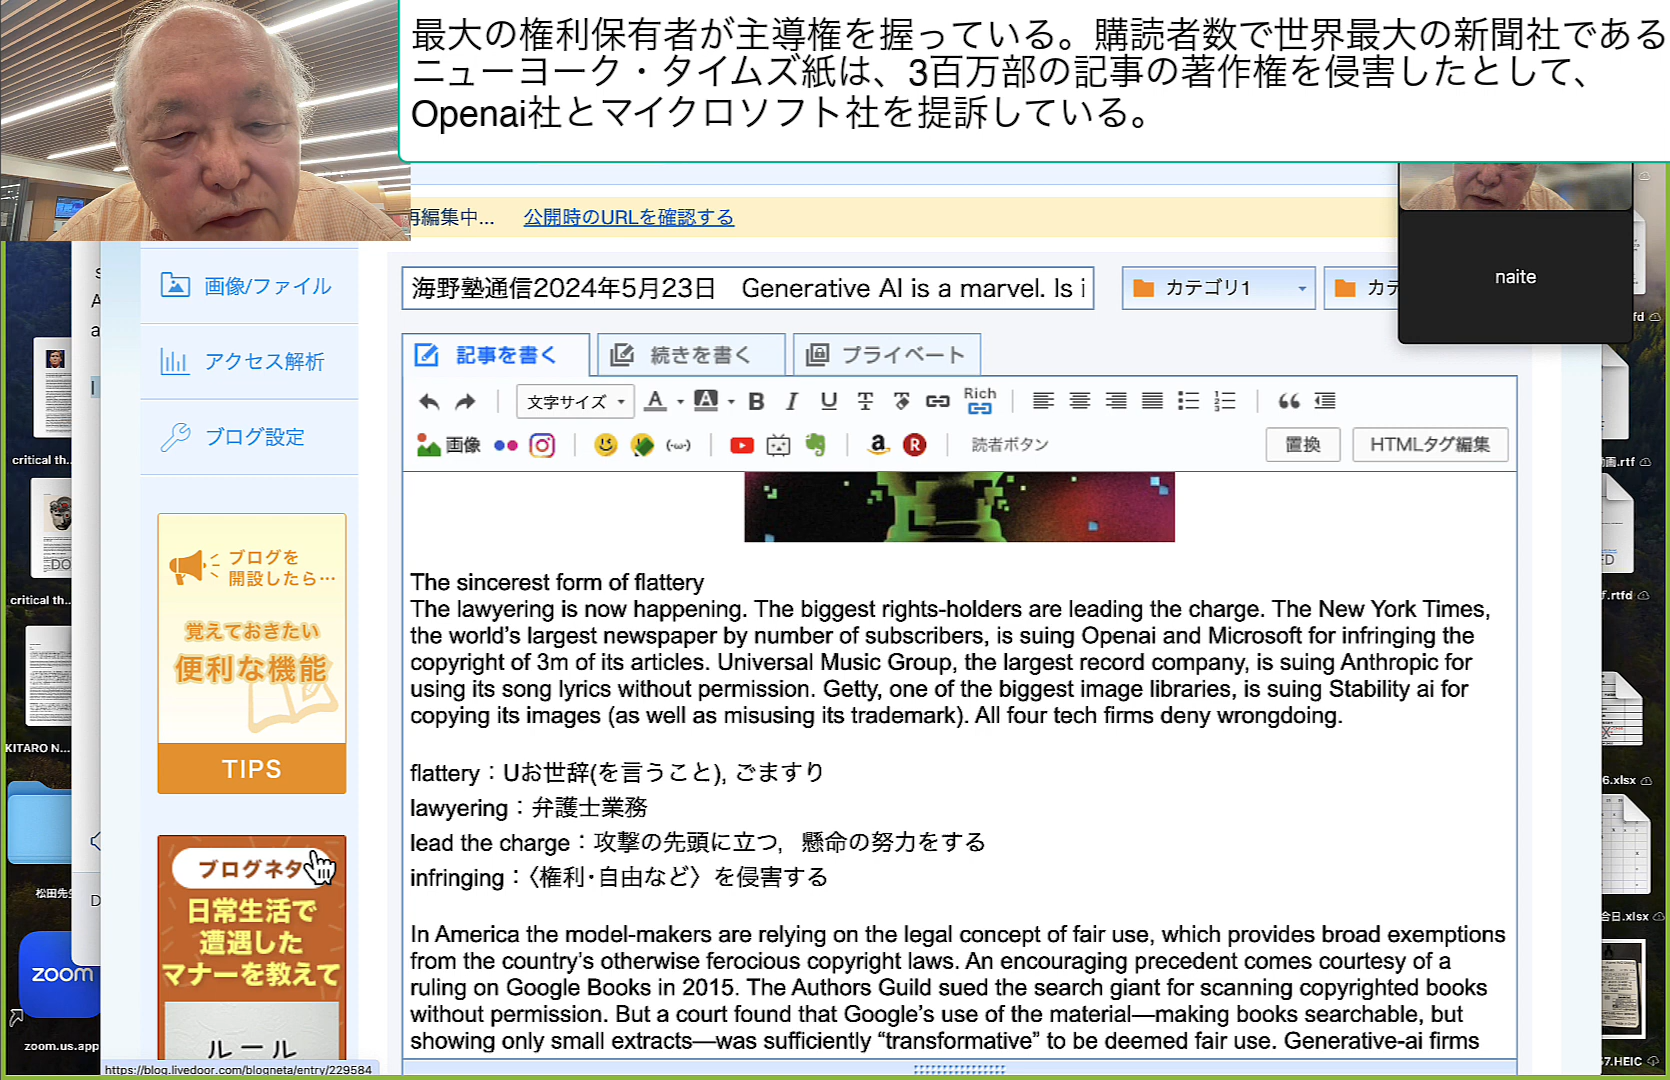 最大の権利保有者が主導権を握っている。購読者数で世界最大の新聞社である
ニューヨーク・タイムズ紙は、3百万部の記事の著作権を侵害したとして、
Openai社とマイクロソフト社を提訴している。
再編集中... 公開時のURLを確認する
naite
画像/ファイル
アクセス解析
ブログ設定
海野塾通信2024年5月23日 Generative AI is a marvel. Is i
カテゴリ1
カテ
記事を書く
続きを書く
プライベート
文字サイズ
Rich
画像
読者ボタン
置換
HTMLタグ編集
The sincerest form of flattery
The lawyering is now happening. The biggest rights-holders are leading the charge. The New York Times,
the world's largest newspaper by number of subscribers, is suing Openai and Microsoft for infringing the
copyright of 3m of its articles. Universal Music Group, the largest record company, is suing Anthropic for
using its song lyrics without permission. Getty, one of the biggest image libraries, is suing Stability ai for
copying its images (as well as misusing its trademark). All four tech firms deny wrongdoing.
flattery：Uお世辞(を言うこと), ごますり
lawyering：弁護士業務
lead the charge：攻撃の先頭に立つ，懸命の努力をする
infringing：〈権利･自由など〉を侵害する
In America the model-makers are relying on the legal concept of fair use, which provides broad exemptions
from the country's otherwise ferocious copyright laws. An encouraging precedent comes courtesy of a
ruling on Google Books in 2015. The Authors Guild sued the search giant for scanning copyrighted books
without permission. But a court found that Google's use of the material—making books searchable, but
showing only small extracts—was sufficiently “transformative” to be deemed fair use. Generative-ai firms
ブログを
開設したら…
覚えておきたい
便利な機能
TIPS
ブログネタ
日常生活で
遭遇した
マナーを教えて
ルール
https://blog.livedoor.com/blogneta/entry/229584
critical th...
critical th...
KITARO N...
松田先生
zoom
zoom.us.app
fd
画.rtf
f.rtfd
6.xlsx
合日.xlsx
57.HEIC